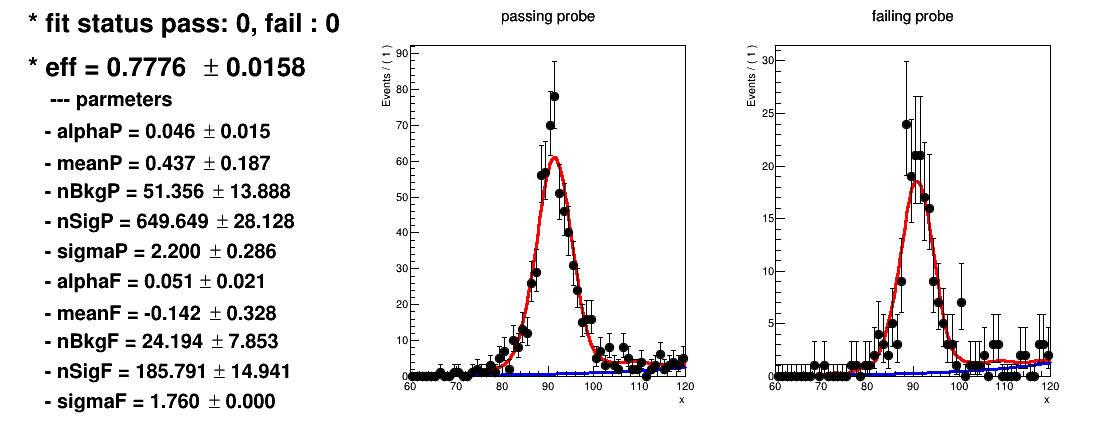 * fit status pass: 0, fail : 0
* eff = 0.7776 ± 0.0158
--- parmeters
- alphaP = 0.046 ± 0.015
- meanP = 0.437 ± 0.187
- nBkgP = 51.356 ± 13.888
- nSigP = 649.649 ± 28.128
- sigmaP = 2.200 ± 0.286
- alphaF = 0.051 ± 0.021
- meanF = -0.142 ± 0.328
- nBkgF = 24.194 ± 7.853
- nSigF = 185.791 ± 14.941
- sigmaF = 1.760 ± 0.000
passing probe
Events / ( 1 )
90
80
70
60
50
40
30
20
10
0
60 70 80 90 100 110 120
x
failing probe
Events / ( 1 )
30
25
20
15
10
5
0
60 70 80 90 100 110 120
x